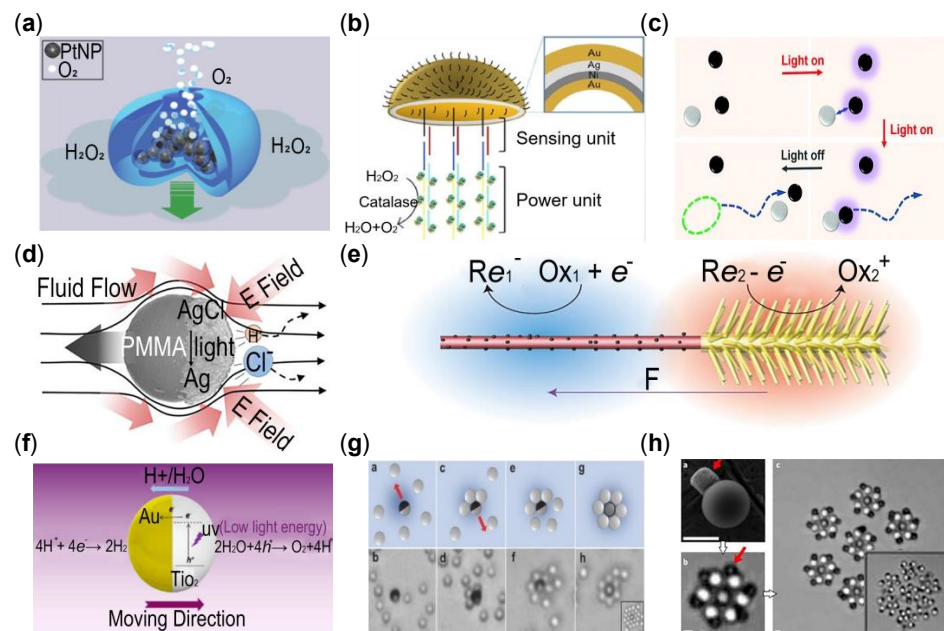 (a)
PtNP
O₂
O₂
H₂O₂
H₂O₂
(b)
Au
Ag
Ni
Au
Sensing unit
H₂O₂
Catalase
H₂O+O₂
Power unit
(c)
Light on
Light on
Light off
(d)
Fluid Flow
E Field
AgCl
H⁺
PMMA
light
Cl⁻
Ag
E Field
(e)
Re₁⁻ Ox₁ + e⁻
Re₂- e⁻ Ox₂⁺
F
(f)
H+/H₂O
Au
e
uv(Low light energy)
4H⁺+ 4e⁻→ 2H₂
2H₂O+4h⁺→ O₂+4H⁺
h⁺
TiO₂
Moving Direction
(g)
a
c
e
g
b
d
f
h
(h)
a
b
c